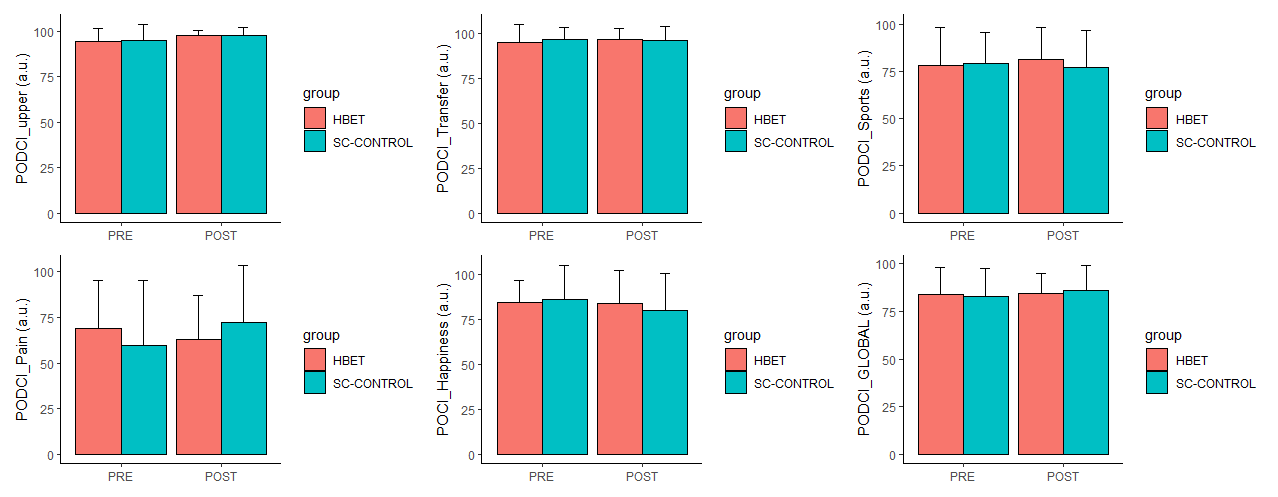 PODCI_upper (a.u.)
100
75
50
25
0
PRE POST
group
HBET
SC-CONTROL
PODCI_Transfer (a.u.)
100
75
50
25
0
PRE POST
group
HBET
SC-CONTROL
PODCI_Sports (a.u.)
100
75
50
25
0
PRE POST
group
HBET
SC-CONTROL
PODCI_Pain (a.u.)
100
75
50
25
0
PRE POST
group
HBET
SC-CONTROL
POCI_Happiness (a.u.)
100
75
50
25
0
PRE POST
group
HBET
SC-CONTROL
PODCI_GLOBAL (a.u.)
100
75
50
25
0
PRE POST
group
HBET
SC-CONTROL